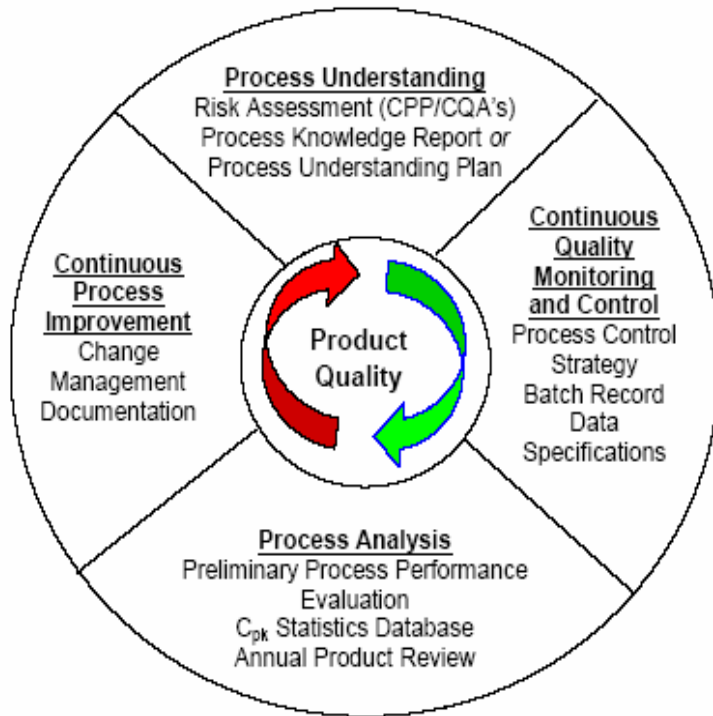 Process Understanding
Risk Assessment (CPP/CQA's)
Process Knowledge Report or
Process Understanding Plan
Continuous
Quality
Monitoring
and Control
Process Control
Strategy
Batch Record
Data
Specifications
Process Analysis
Preliminary Process Performance
Evaluation
Cpk Statistics Database
Annual Product Review
Continuous
Process
Improvement
Change
Management
Documentation
Product
Quality